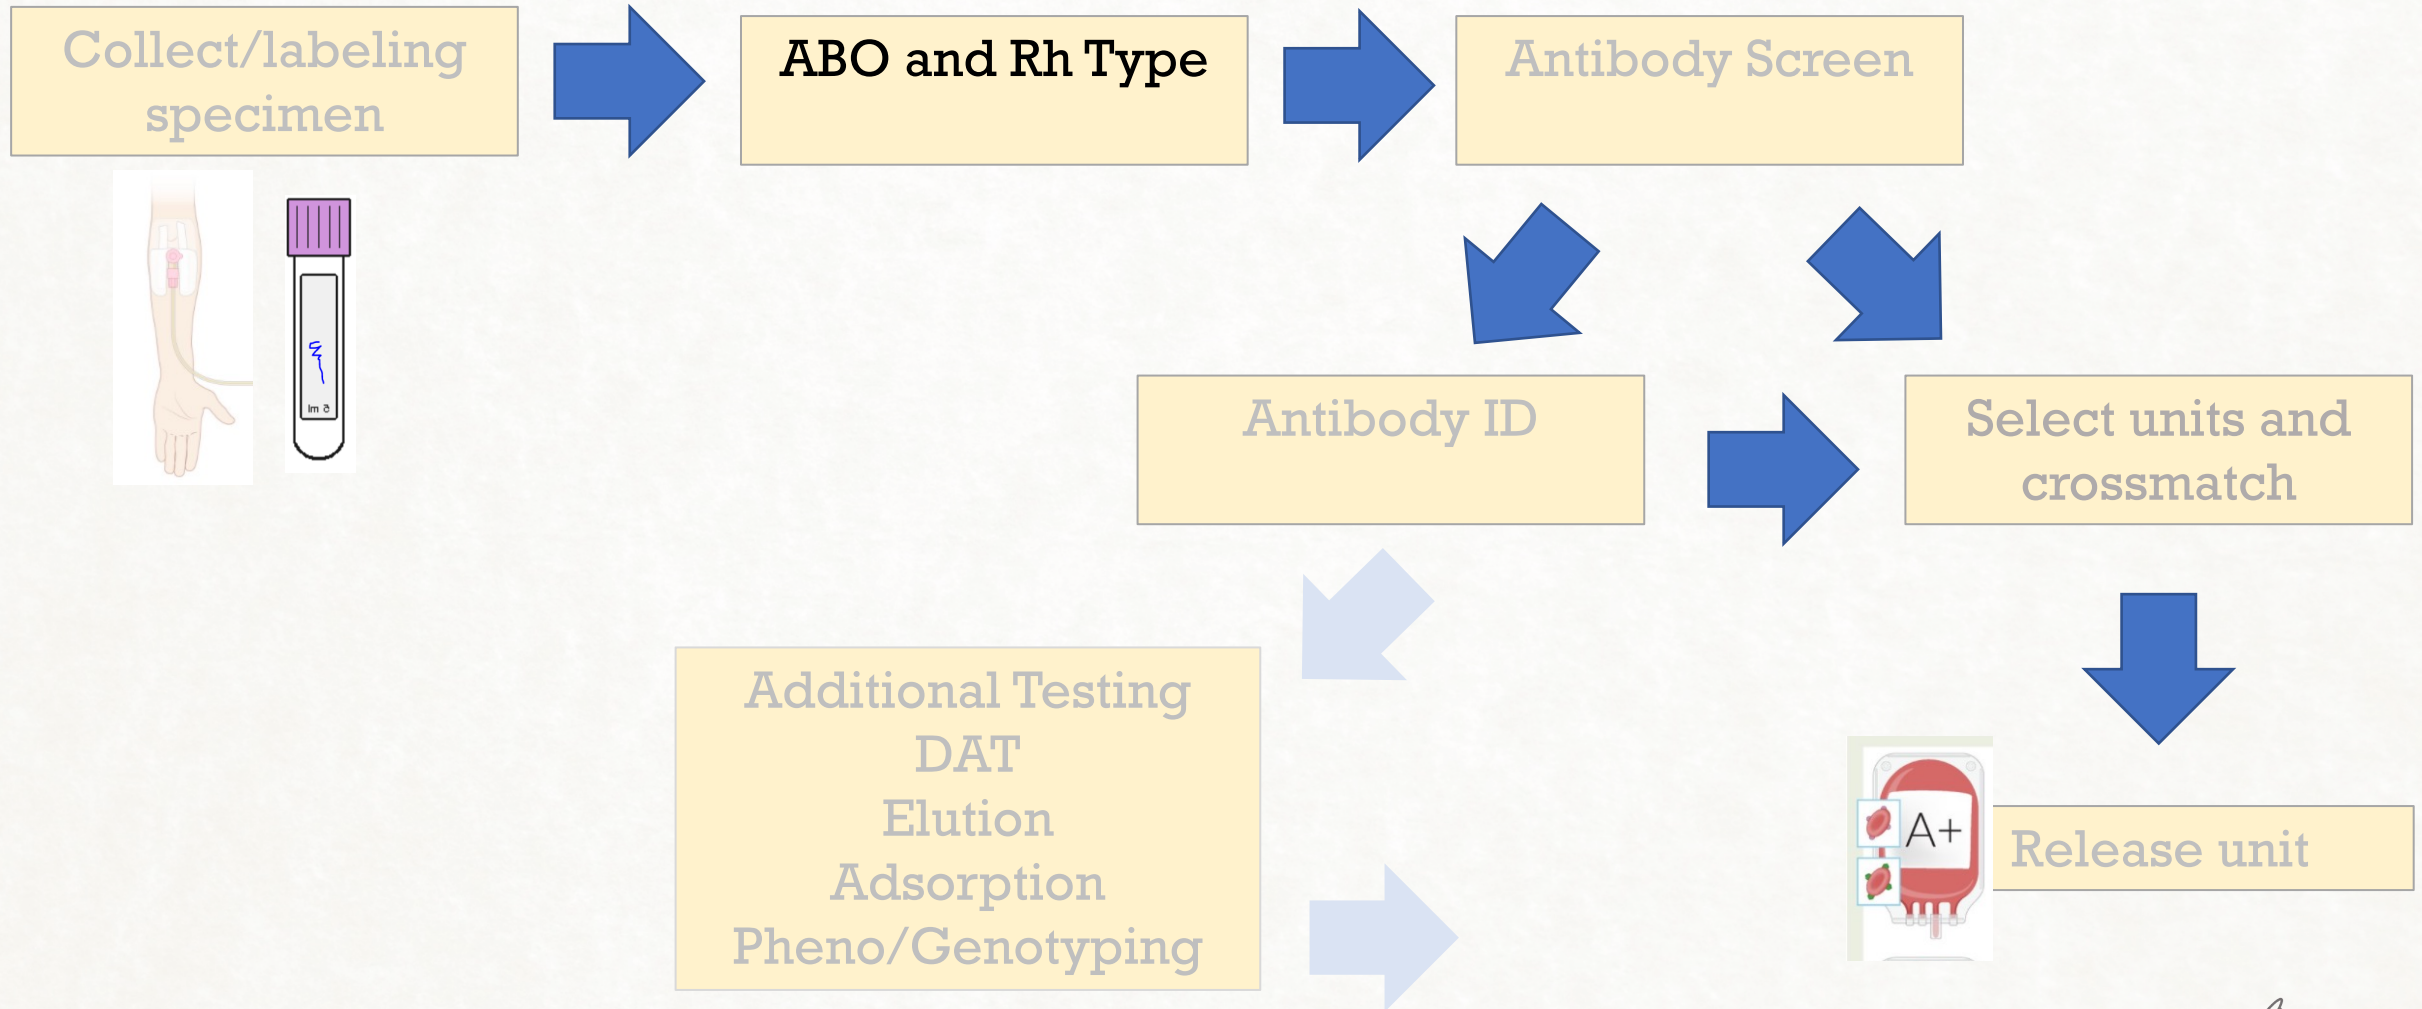 Collect/labeling
specimen
ABO and Rh Type
Antibody Screen
Antibody ID
Select units and
crossmatch
Additional Testing
DAT
Elution
Adsorption
Pheno/Genotyping
A+
Release unit